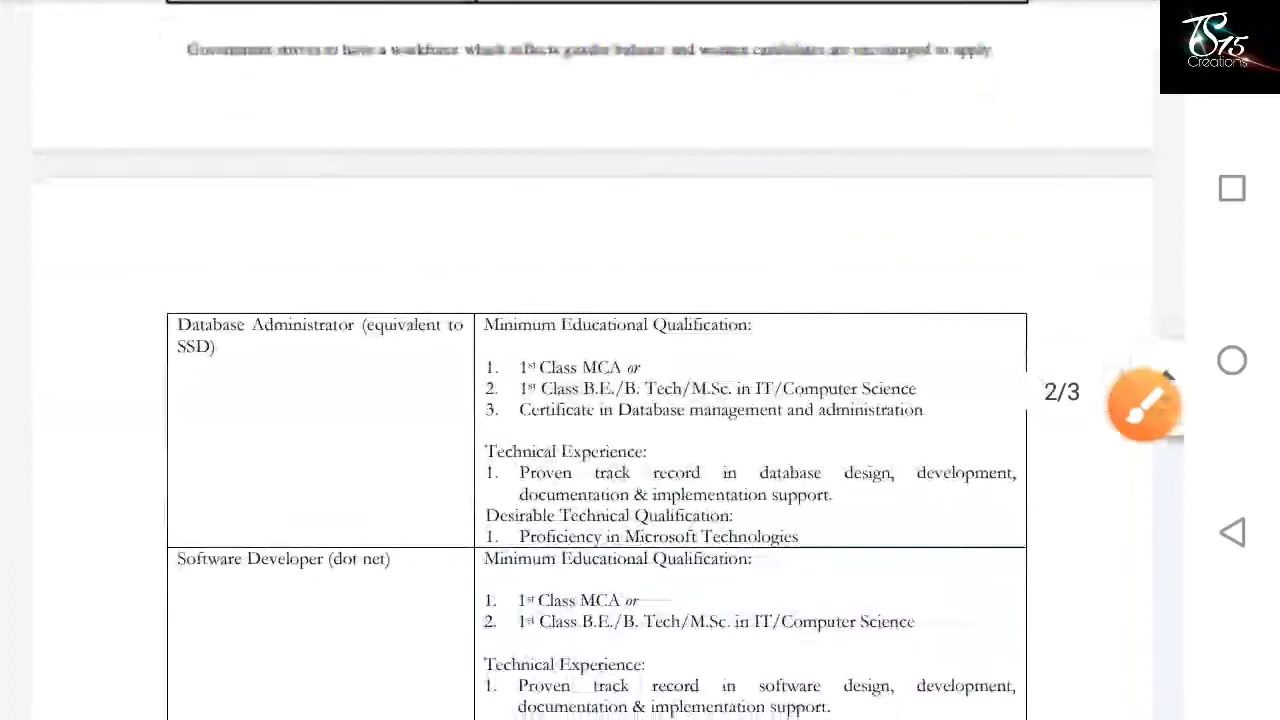 Government strives to have a workforce which reflects gender balance and women candidates are encouraged to apply
TS15
Creations
Database Administrator (equivalent to
SSD)
Minimum Educational Qualification:
1. 1st Class MCA or
2. 1st Class B.E./B. Tech/M.Sc. in IT/Computer Science
3. Certificate in Database management and administration
Technical Experience:
1. Proven track record in database design, development,
documentation & implementation support.
Desirable Technical Qualification:
1. Proficiency in Microsoft Technologies
2/3
Software Developer (dot net)
Minimum Educational Qualification:
1. 1st Class MCA or
2. 1st Class B.E./B. Tech/M.Sc. in IT/Computer Science
Technical Experience:
1. Proven track record in software design, development,
documentation & implementation support.